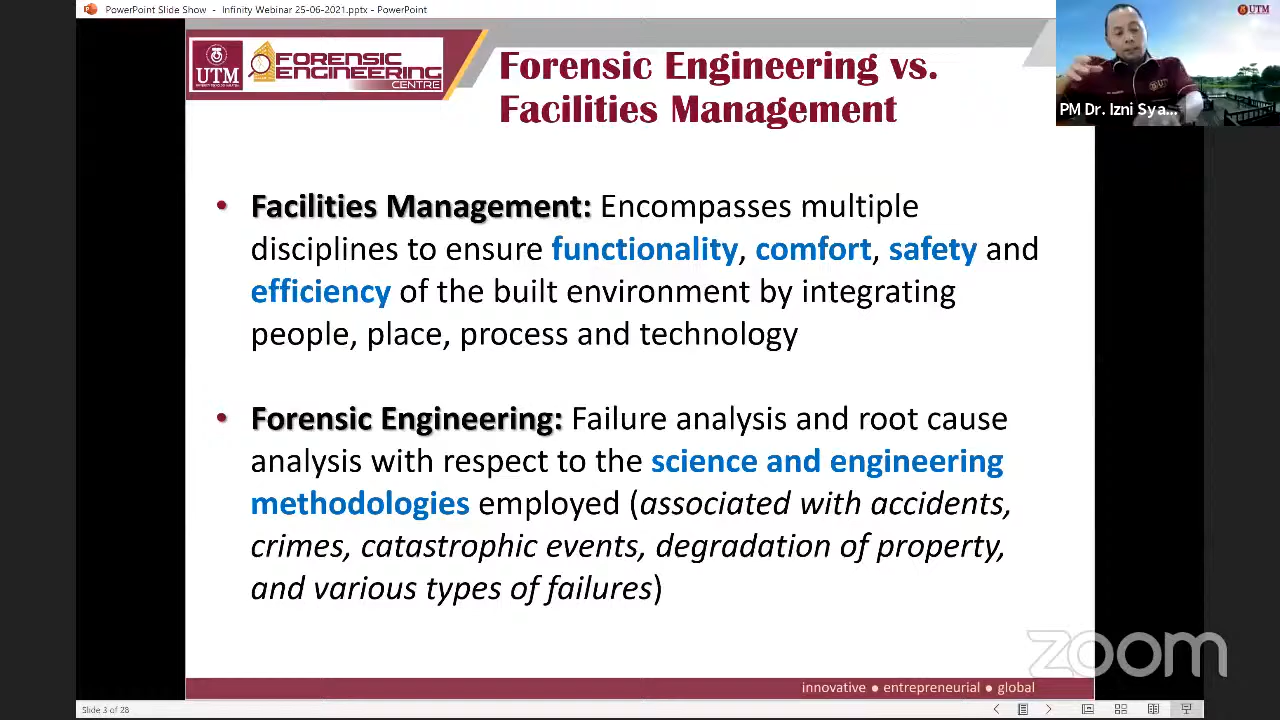 PowerPoint Slide Show - Infinity Webinar 25-06-2021.pptx - PowerPoint
UTM
UTM
FORENSIC
ENGINEERING
CENTRE
Forensic Engineering vs.
Facilities Management
PM Dr. Izni Sya...
• Facilities Management: Encompasses multiple
disciplines to ensure functionality, comfort, safety and
efficiency of the built environment by integrating
people, place, process and technology
• Forensic Engineering: Failure analysis and root cause
analysis with respect to the science and engineering
methodologies employed (associated with accidents,
crimes, catastrophic events, degradation of property,
and various types of failures)
zoom
innovative ● entrepreneurial ● global
Slide 3 of 28